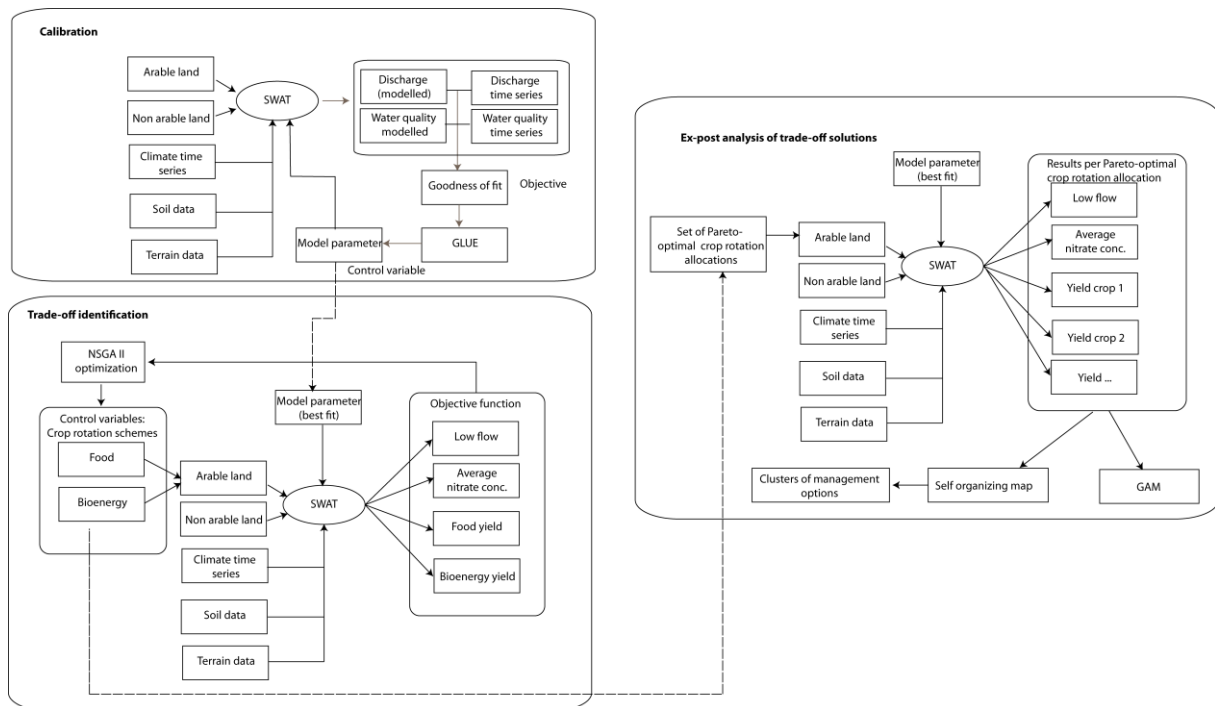 Calibration
Arable land
Non arable land
Climate time
series
Soil data
Terrain data
SWAT
Discharge
(modelled)
Discharge
time series
Water quality
modelled
Water quality
time series
Goodness of fit
Objective
GLUE
Model parameter
Control variable
Trade-off identification
NSGA II
optimization
Control variables:
Crop rotation schemes
Food
Bioenergy
Arable land
Non arable land
Climate time
series
Soil data
Terrain data
Model parameter
(best fit)
SWAT
Objective function
Low flow
Average
nitrate conc.
Food yield
Bioenergy yield
Ex-post analysis of trade-off solutions
Set of Pareto-
optimal crop rotation
allocations
Arable land
Non arable land
Climate time
series
Soil data
Terrain data
Model parameter
(best fit)
SWAT
Results per Pareto-optimal
crop rotation allocation
Low flow
Average
nitrate conc.
Yield crop 1
Yield crop 2
Yield ...
Clusters of management
options
Self organizing map
GAM